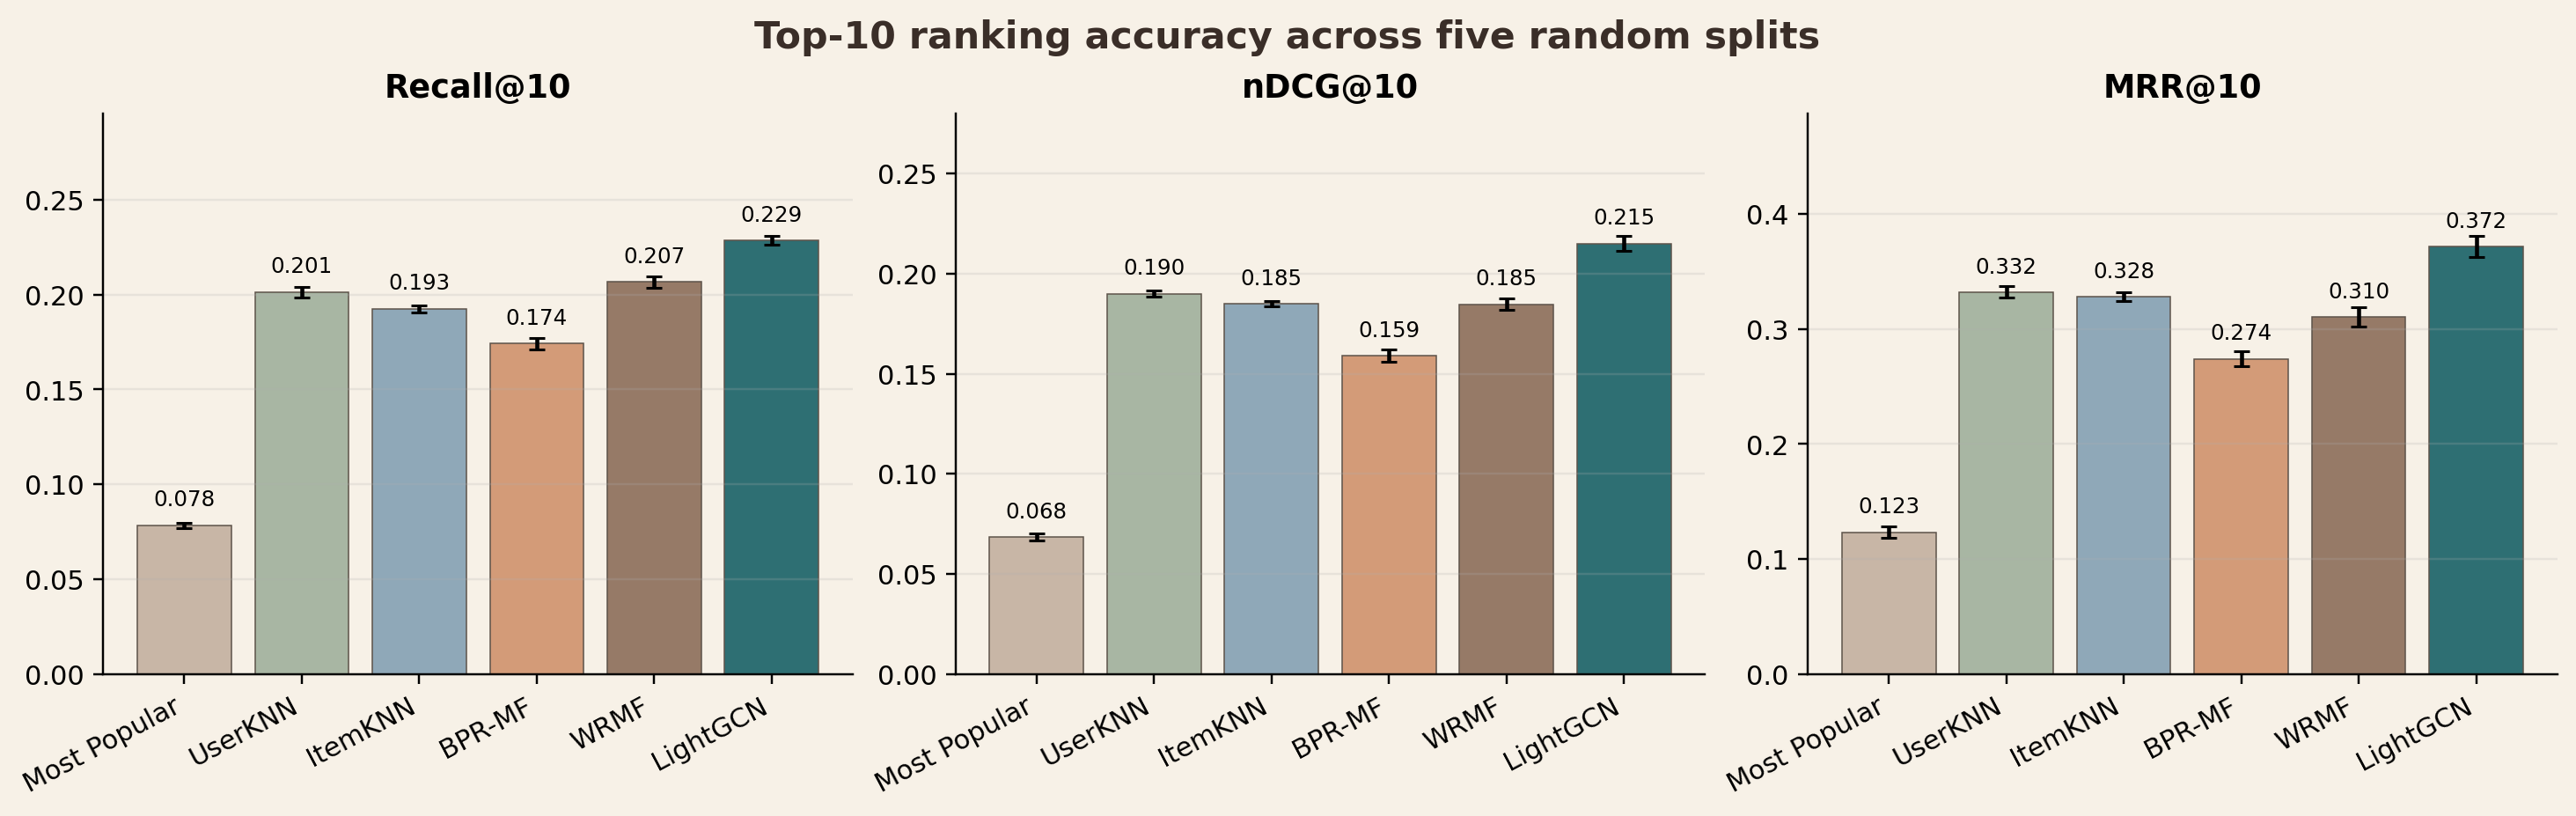 Top-10 ranking accuracy across five random splits
Recall@10
0.25
0.20
0.15
0.10
0.05
0.00
0.078
0.201
0.193
0.174
0.207
0.229
Most Popular
UserKNN
ItemKNN
BPR-MF
WRMF
LightGCN
nDCG@10
0.25
0.20
0.15
0.10
0.05
0.00
0.068
0.190
0.185
0.159
0.185
0.215
Most Popular
UserKNN
ItemKNN
BPR-MF
WRMF
LightGCN
MRR@10
0.4
0.3
0.2
0.1
0.0
0.123
0.332
0.328
0.274
0.310
0.372
Most Popular
UserKNN
ItemKNN
BPR-MF
WRMF
LightGCN